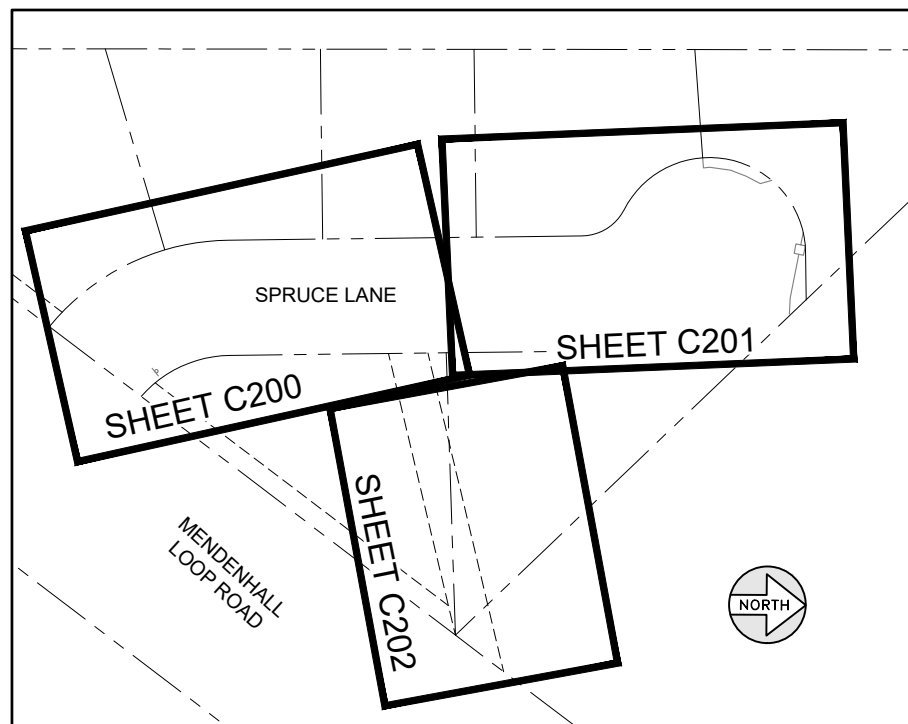 SPRUCE LANE
SHEET C201
SHEET C200
SHEET C202
MENDENHALL
LOOP ROAD
NORTH